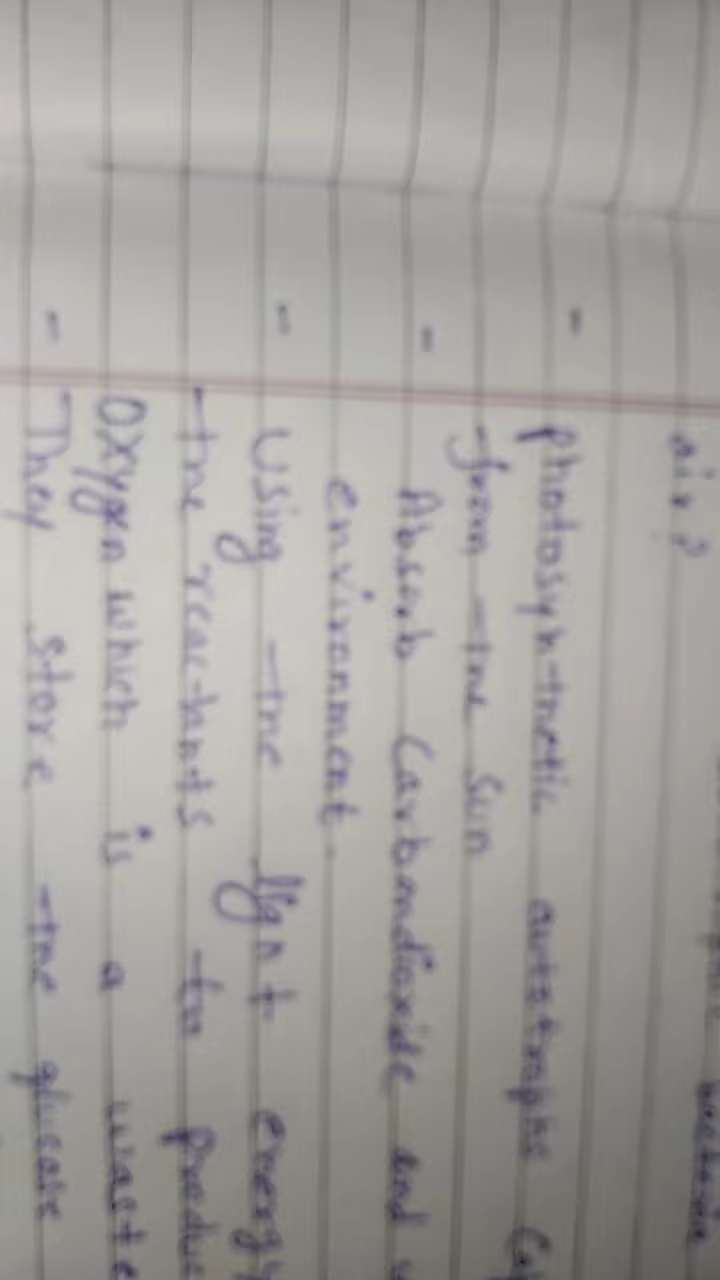 air?
- photosynthetic autotrophs
from the sun
- Absorb Carbondioxide and
environment.
- Using the light energy
the reactants to produc
Oxygen which is a waste
- They store the glucose